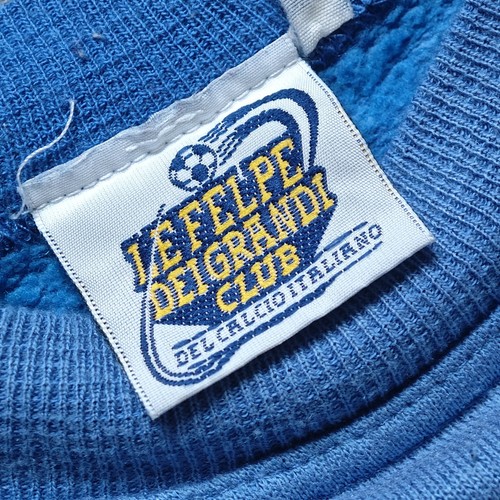 LE FELPE
DEI GRANDI
CLUB
DEL CALCIO ITALIANO